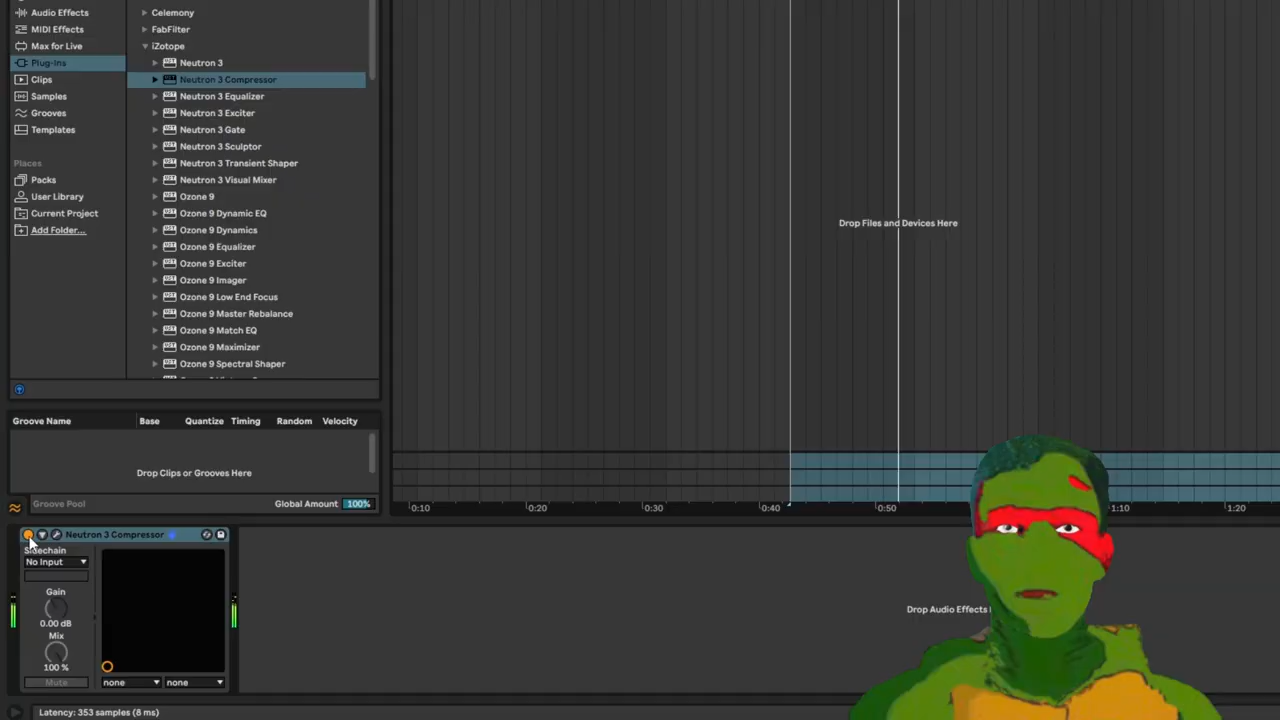 Audio Effects
MIDI Effects
Max for Live
Plug-Ins
Clips
Samples
Grooves
Templates
Places
Packs
User Library
Current Project
Add Folder...
Celemony
FabFilter
iZotope
Neutron 3
Neutron 3 Compressor
Neutron 3 Equalizer
Neutron 3 Exciter
Neutron 3 Gate
Neutron 3 Sculptor
Neutron 3 Transient Shaper
Neutron 3 Visual Mixer
Ozone 9
Ozone 9 Dynamic EQ
Ozone 9 Dynamics
Ozone 9 Equalizer
Ozone 9 Exciter
Ozone 9 Imager
Ozone 9 Low End Focus
Ozone 9 Master Rebalance
Ozone 9 Match EQ
Ozone 9 Maximizer
Ozone 9 Spectral Shaper
Drop Files and Devices Here
Groove Name Base Quantize Timing Random Velocity
Drop Clips or Grooves Here
Groove Pool Global Amount 100%
0:10 0:20 0:30 0:40 0:50 1:10 1:20
Neutron 3 Compressor
Sidechain
No Input
Gain
0.00 dB
Mix
100 %
Mute none none
Drop Audio Effects
Latency: 353 samples (8 ms)